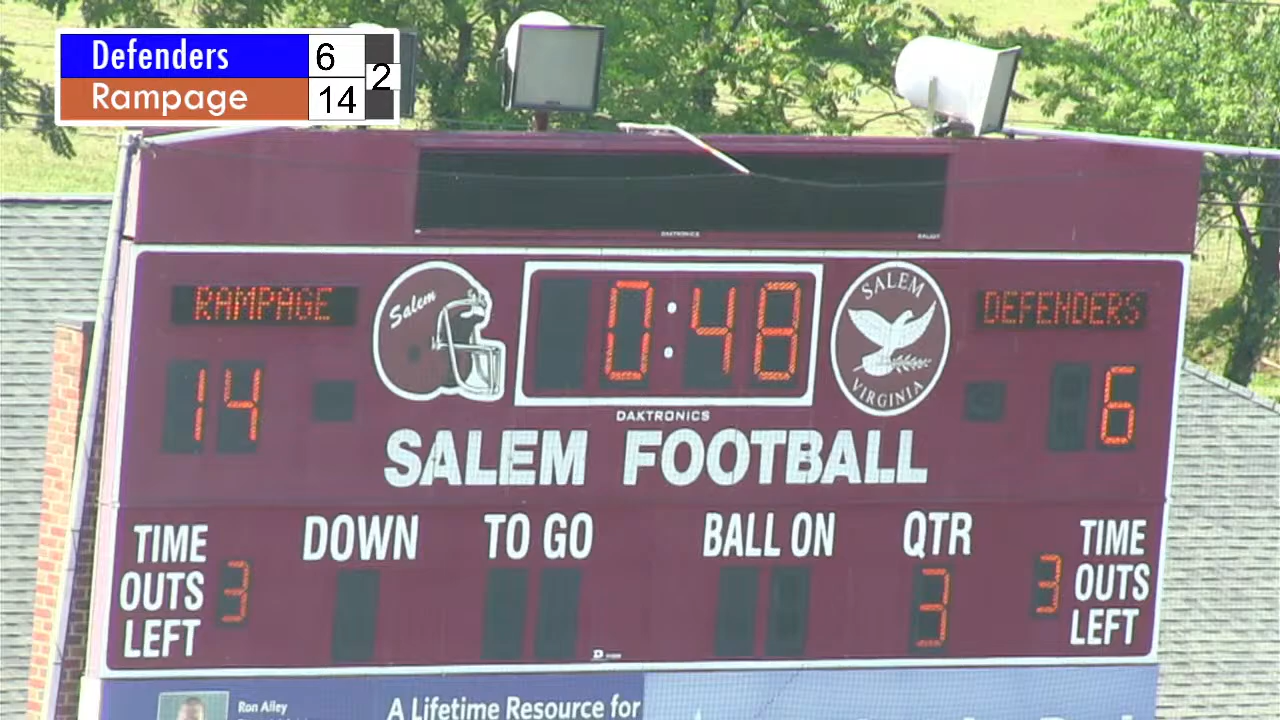 Defenders 6
2
Rampage 14
DAKTRONICS
RAMPAGE
Salem
0:48
SALEM
VIRGINIA
DEFENDERS
14
6
DAKTRONICS
SALEM FOOTBALL
TIME OUTS LEFT 3
DOWN
TO GO
BALL ON
QTR 3
3 TIME OUTS LEFT
Ron Alley
A Lifetime Resource for